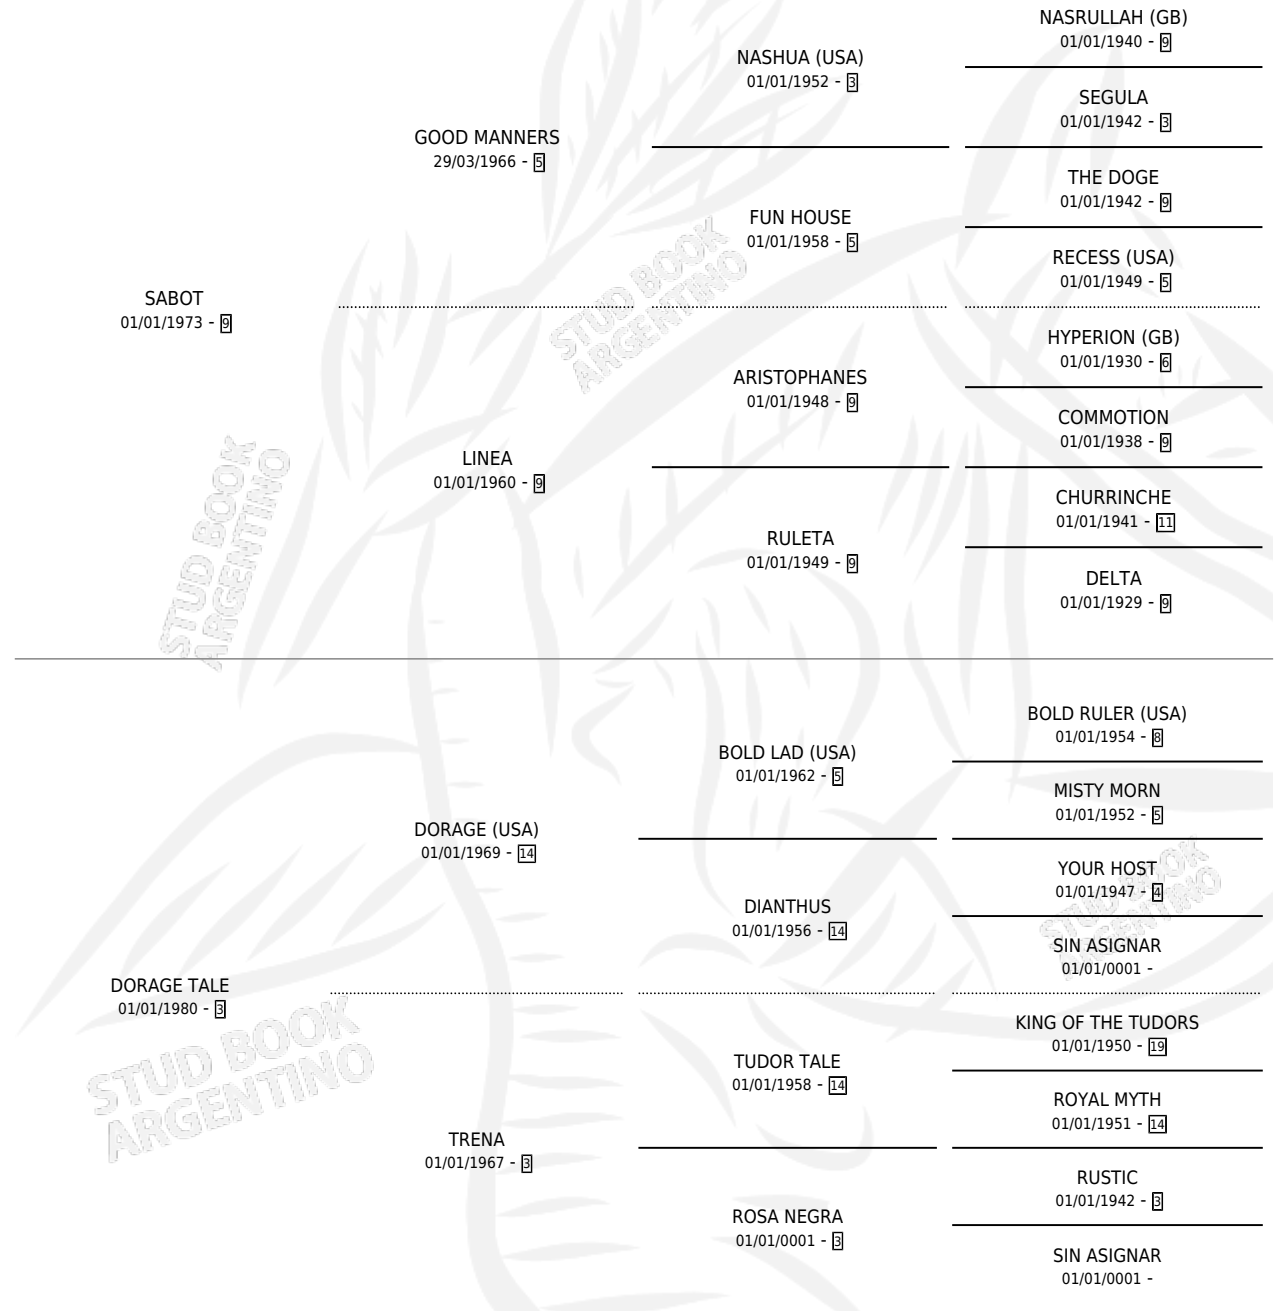 NASRULLAH (GB)
01/01/1940 - 9
NASHUA (USA)
01/01/1952 - 3
SEGULA
01/01/1942 - 3
GOOD MANNERS
29/03/1966 - 5
THE DOGE
01/01/1942 - 9
FUN HOUSE
01/01/1958 - 5
RECESS (USA)
01/01/1949 - 5
SABOT
01/01/1973 - 9
STUD BOOK
ARGENTINO
HYPERION (GB)
01/01/1930 - 6
ARISTOPHANES
01/01/1948 - 9
COMMOTION
01/01/1938 - 9
LINEA
01/01/1960 - 9
CHURRINCHE
01/01/1941 - 11
RULETA
01/01/1949 - 9
DELTA
01/01/1929 - 9
STUD BOOK
ARGENTINO
BOLD RULER (USA)
01/01/1954 - 8
BOLD LAD (USA)
01/01/1962 - 5
MISTY MORN
01/01/1952 - 5
DORAGE (USA)
01/01/1969 - 14
YOUR HOST
01/01/1947 - 4
DIANTHUS
01/01/1956 - 14
STUD BOOK
ARGENTINO
SIN ASIGNAR
01/01/0001 -
DORAGE TALE
01/01/1980 - 3
STUD BOOK
ARGENTINO
KING OF THE TUDORS
01/01/1950 - 19
TUDOR TALE
01/01/1958 - 14
ROYAL MYTH
01/01/1951 - 14
TRENA
01/01/1967 - 3
RUSTIC
01/01/1942 - 3
ROSA NEGRA
01/01/0001 - 3
SIN ASIGNAR
01/01/0001 -